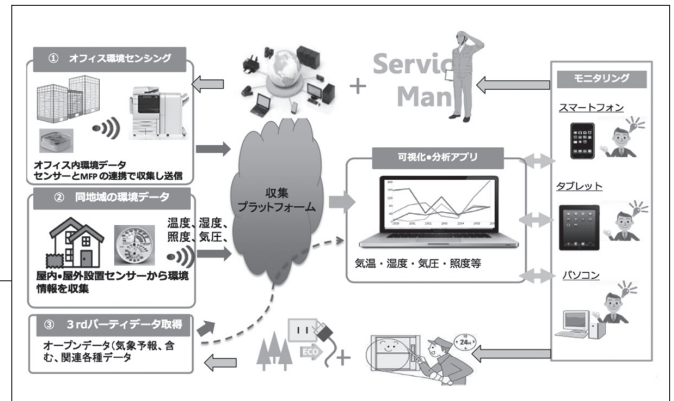 ① オフィス環境センシング
オフィス内環境データ
センサーとMFPの連携で収集し送信
② 同地域の環境データ
温度、湿度、
照度、気圧、
屋内・屋外設置センサーから環境
情報を収集
③ 3rdパーティデータ取得
オープンデータ(気象予報、含
む、関連各種データ
収集
プラットフォーム
+
Service
Man
可視化・分析アプリ
気温・湿度・気圧・照度等
ECO
+
24
モニタリング
スマートフォン
タブレット
パソコン